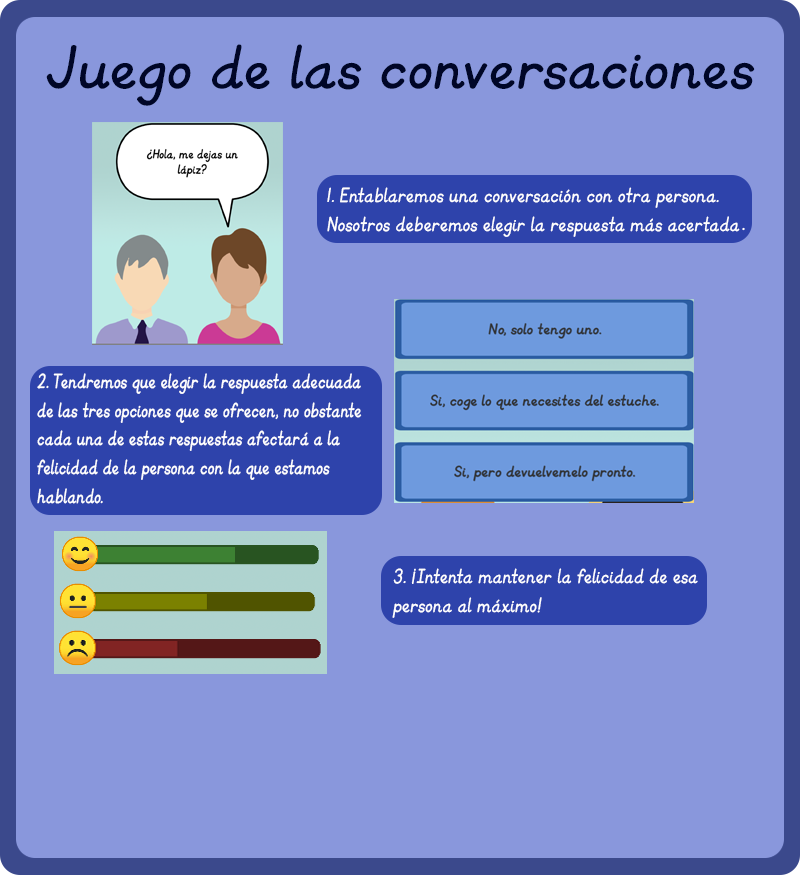 Juego de las conversaciones
¿Hola, me dejas un
lápiz?
1. Entablaremos una conversación con otra persona.
Nosotros deberemos elegir la respuesta más acertada.
No, solo tengo uno.
Si, coge lo que necesites del estuche.
Si, pero devuelvemelo pronto.
2. Tendremos que elegir la respuesta adecuada
de las tres opciones que se ofrecen, no obstante
cada una de estas respuestas afectará a la
felicidad de la persona con la que estamos
hablando.
3. ¡Intenta mantener la felicidad de esa
persona al máximo!